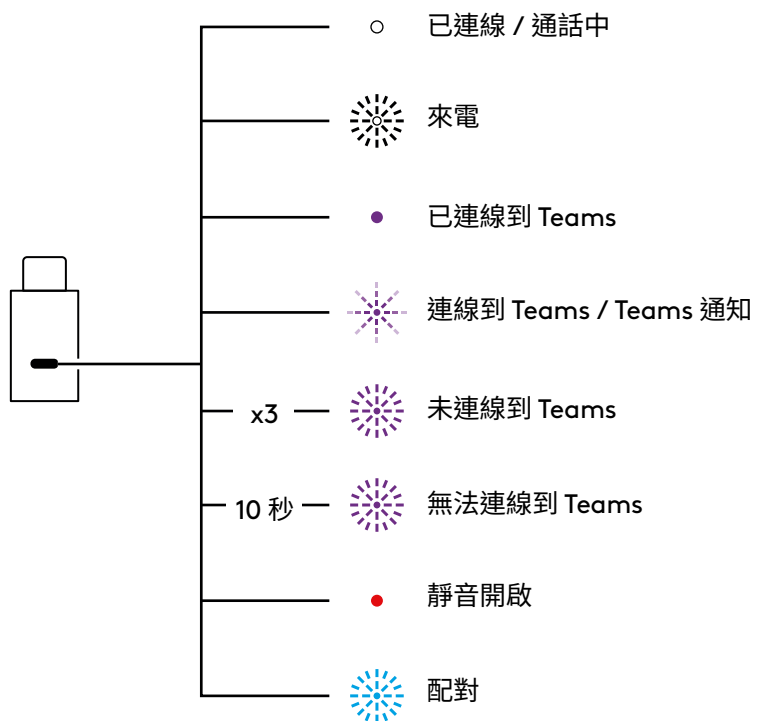 已連線 / 通話中
來電
已連線到 Teams
連線到 Teams / Teams 通知
x3 未連線到 Teams
10 秒 無法連線到 Teams
靜音開啟
配對